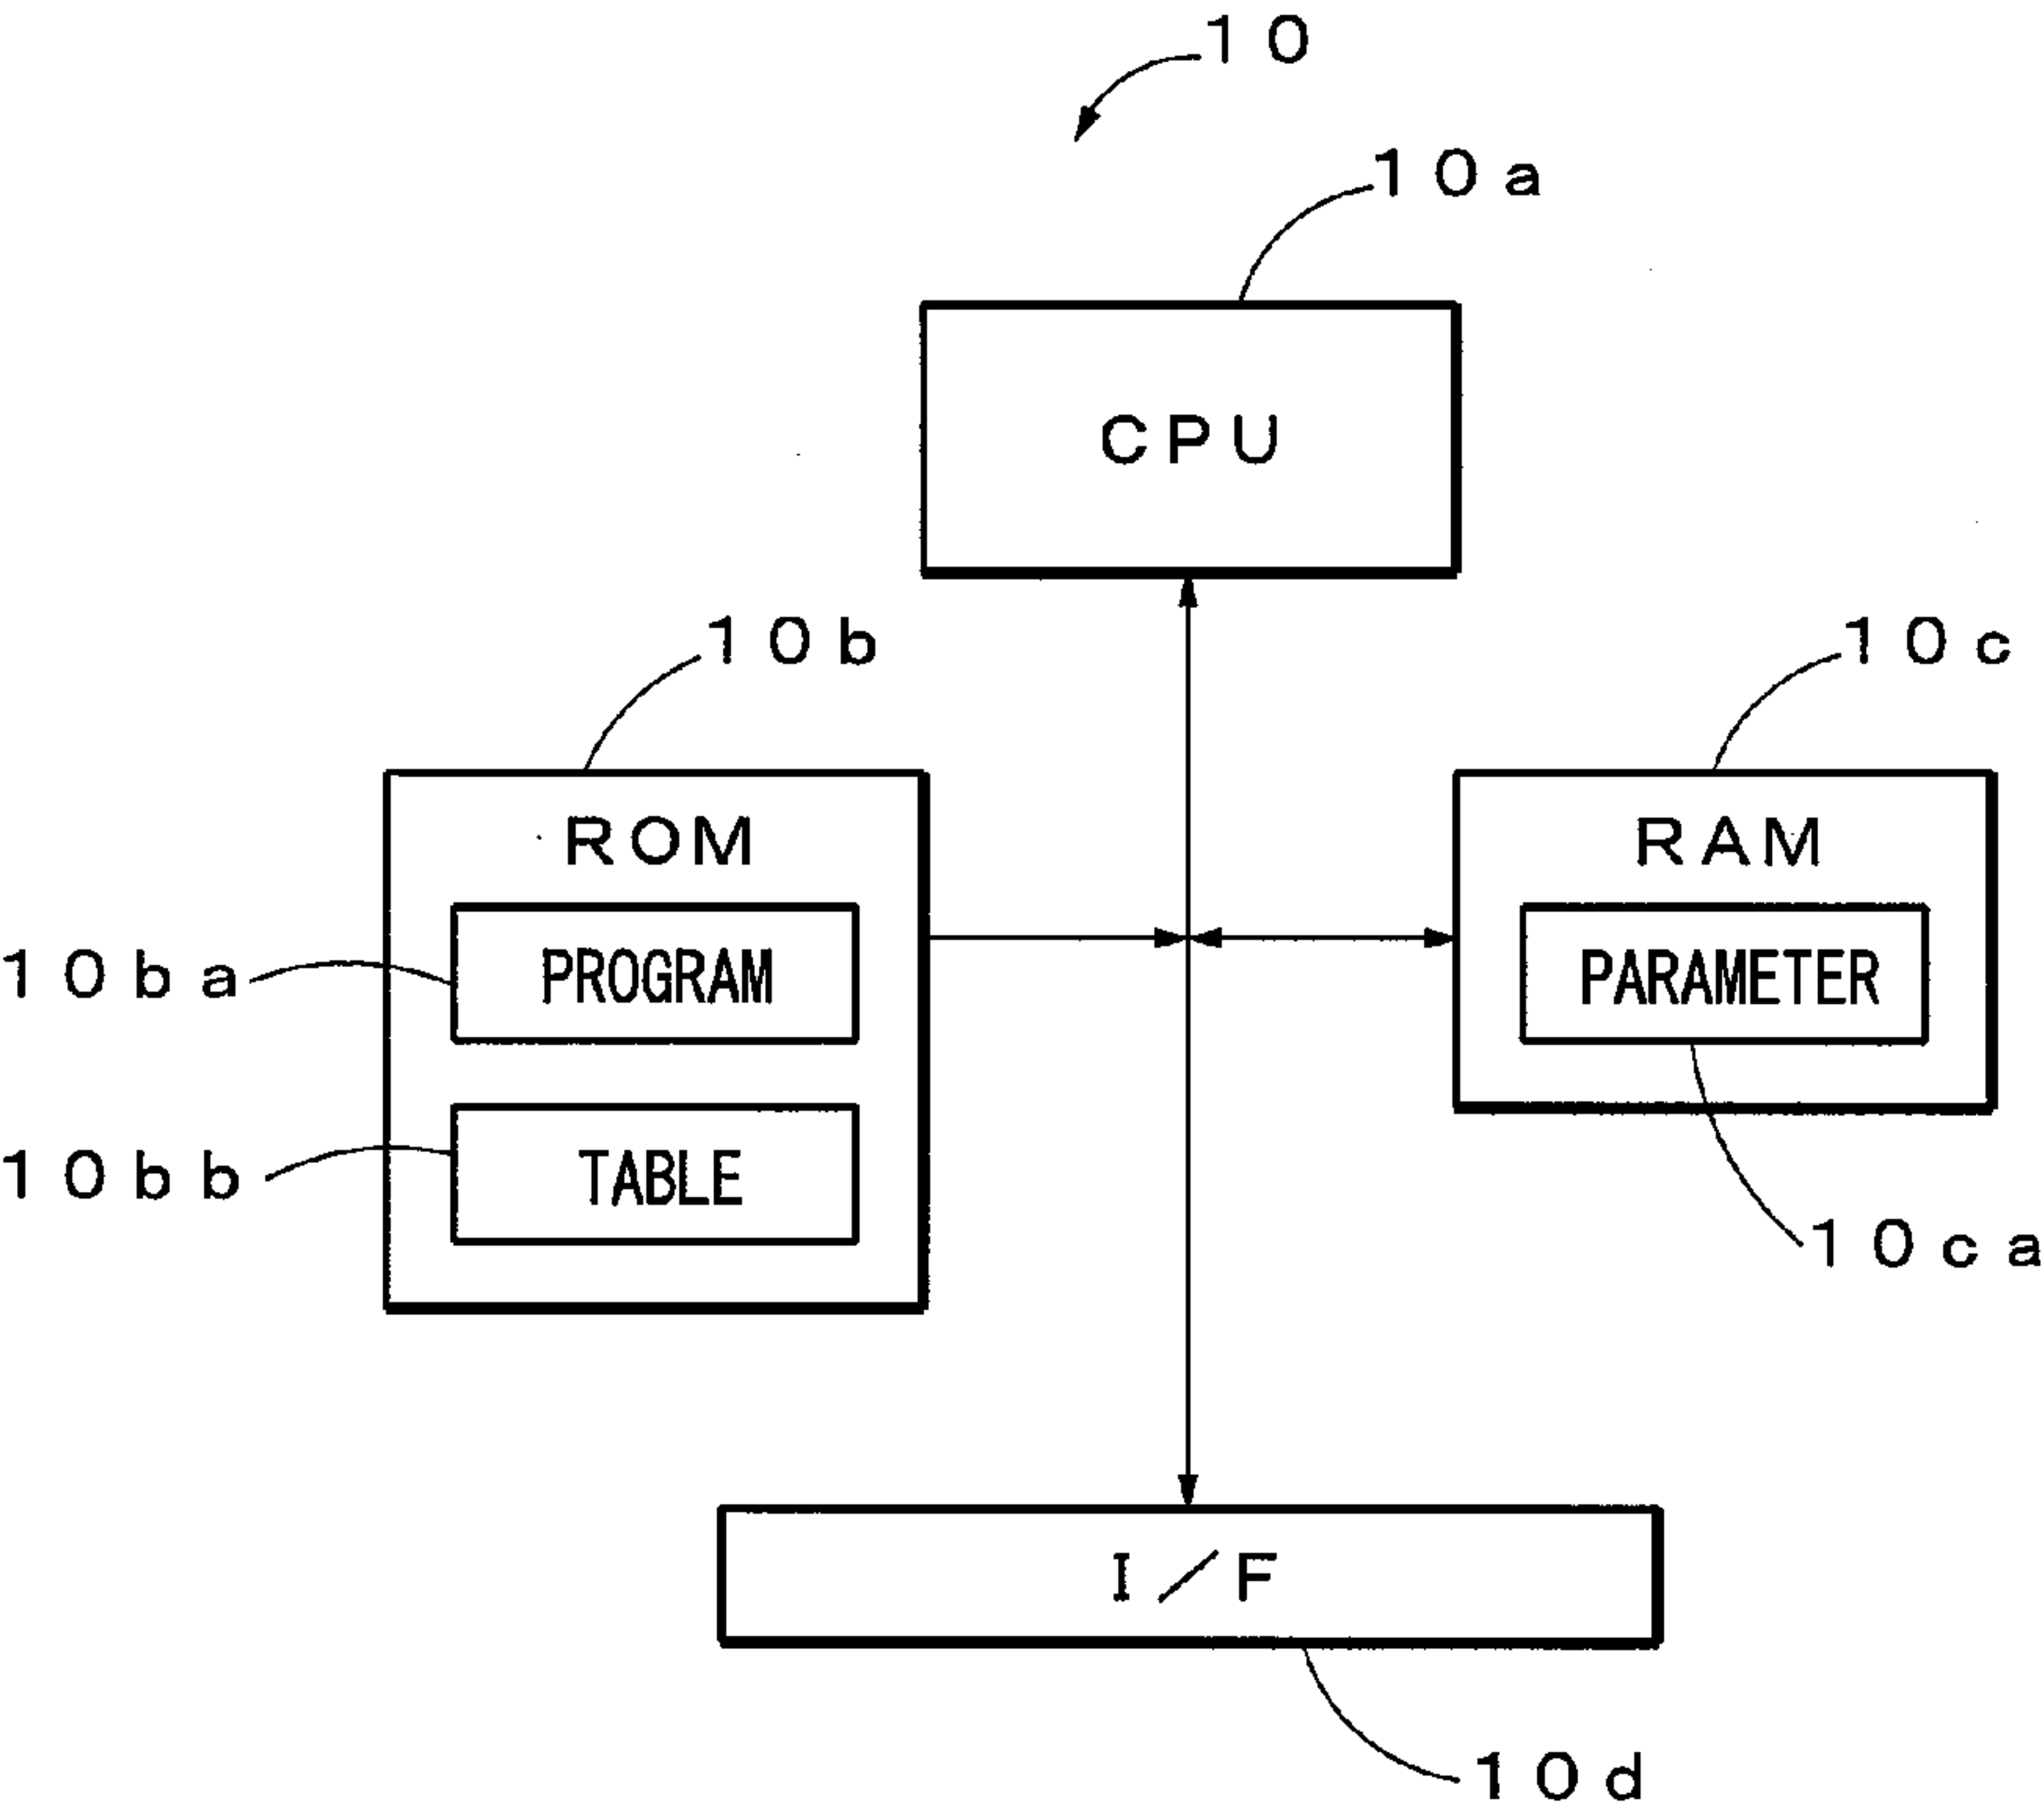 10
10a
CPU
10b
10c
ROM
RAM
10ba
PROGRAM
PARAMETER
10bb
TABLE
10ca
I/F
10d